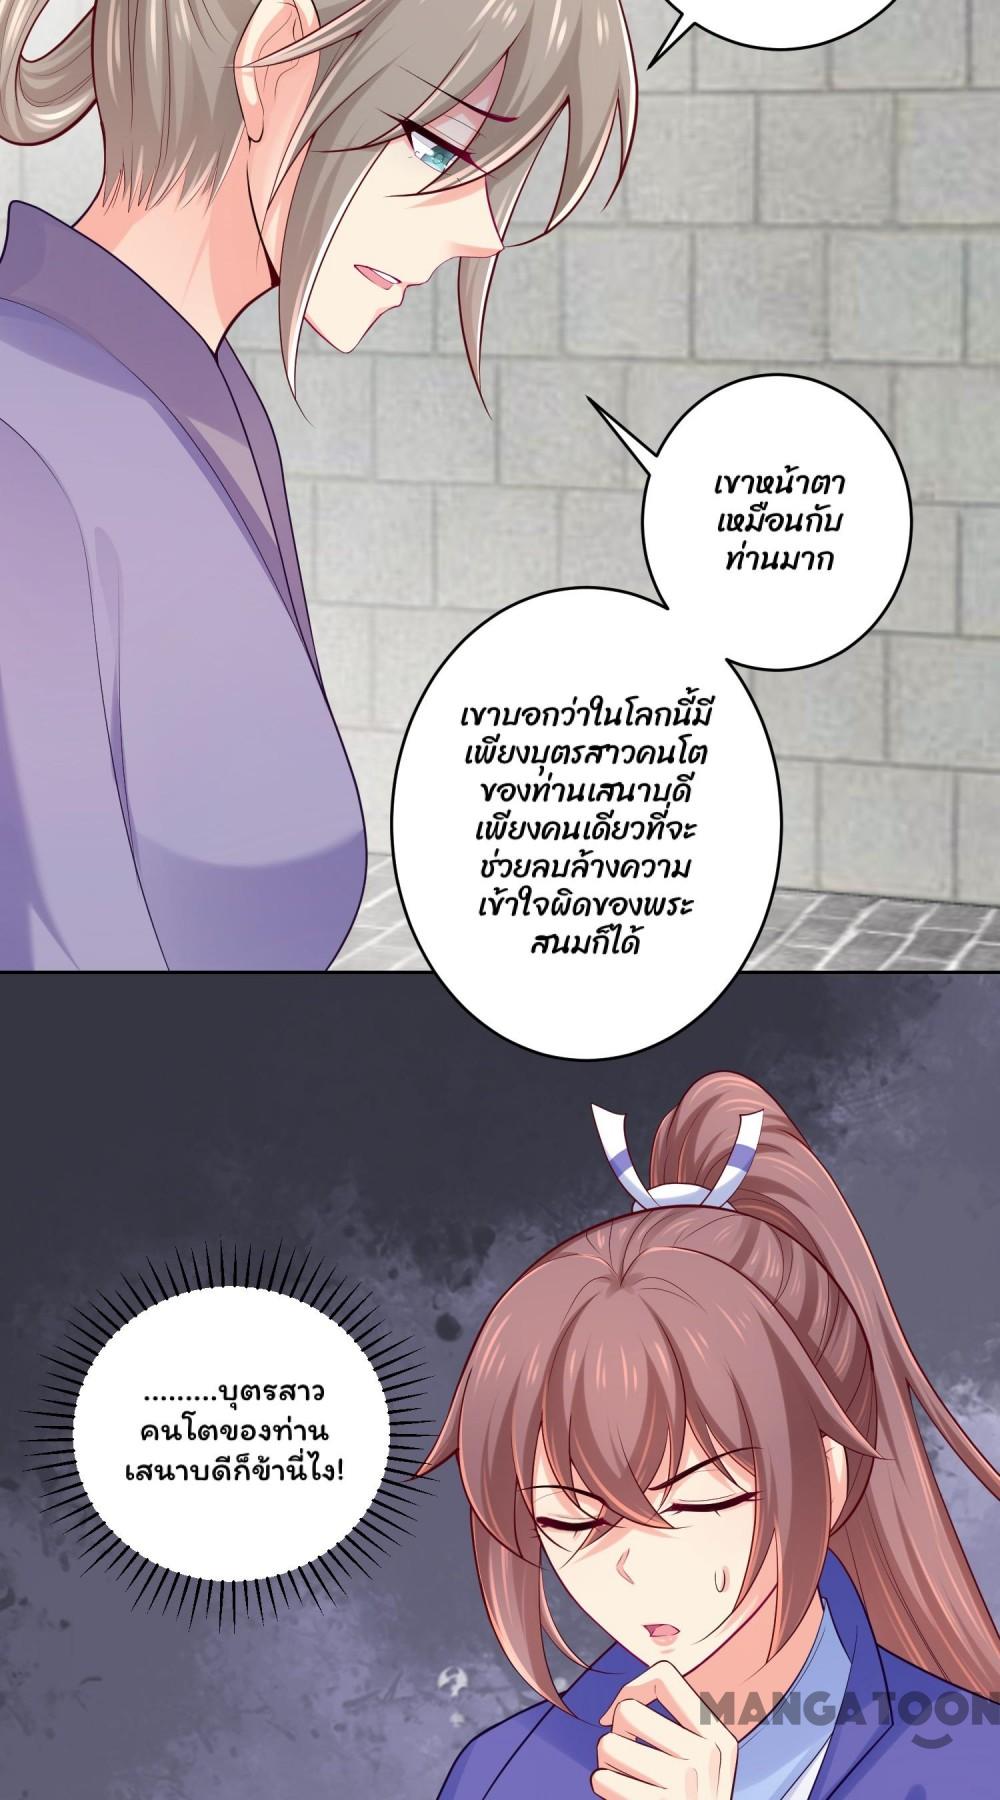 เขาหน้าตา
เหมือนกับ
ท่านมาก
เขาบอกว่าในโลกนี้มี
เพียงบุตรสาวคนโต
ของท่านเสนาบดี
เพียงคนเดียวที่จะ
ช่วยลบล้างความ
เข้าใจผิดของพระ
สนมก็ได้
.........บุตรสาว
คนโตของท่าน
เสนาบดีก็ข้านี่ไง!
MANGATOON